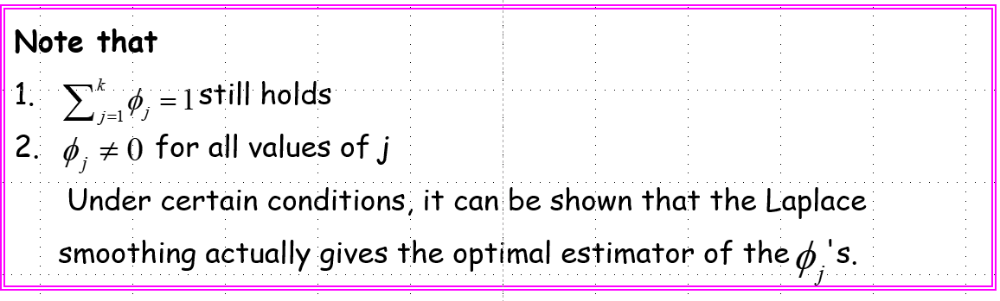 Note that
1. $\sum_{j=1}^{k} \phi_j = 1$ still holds
2. $\phi_j \neq 0$ for all values of j
Under certain conditions, it can be shown that the Laplace
smoothing actually gives the optimal estimator of the $\phi_j$'s.